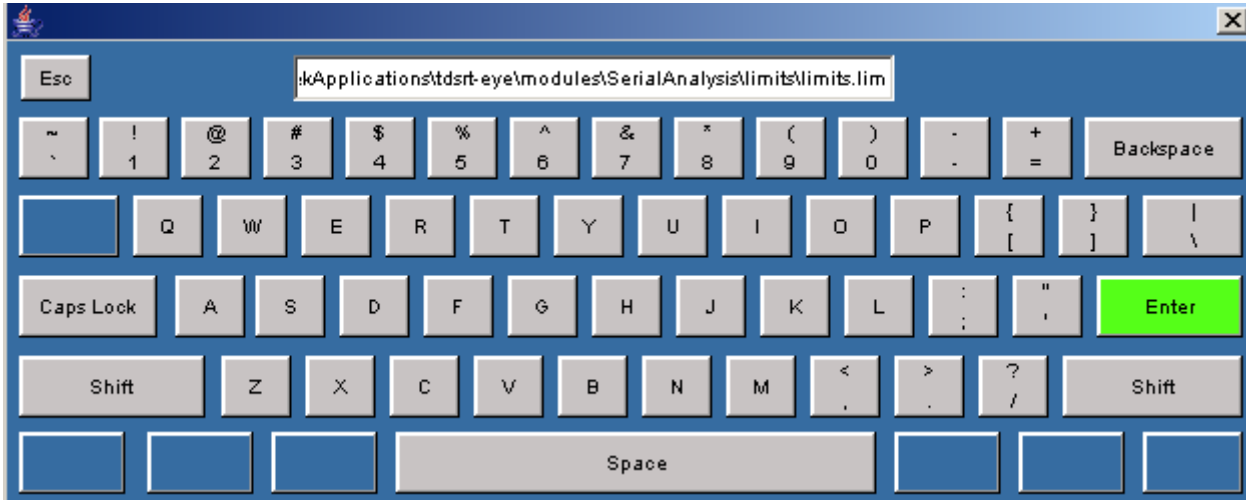 Esc :kApplications\tdsrt-eye\modules\SerialAnalysis\limits\limits.lim
~ ! @ # $ % ^ & * ( ) - +
` 1 2 3 4 5 6 7 8 9 0 - = Backspace
Q W E R T Y U I O P { [ } ] | \
Caps Lock A S D F G H J K L : ; " ' Enter
Shift Z X C V B N M < , > . ? / Shift
Space